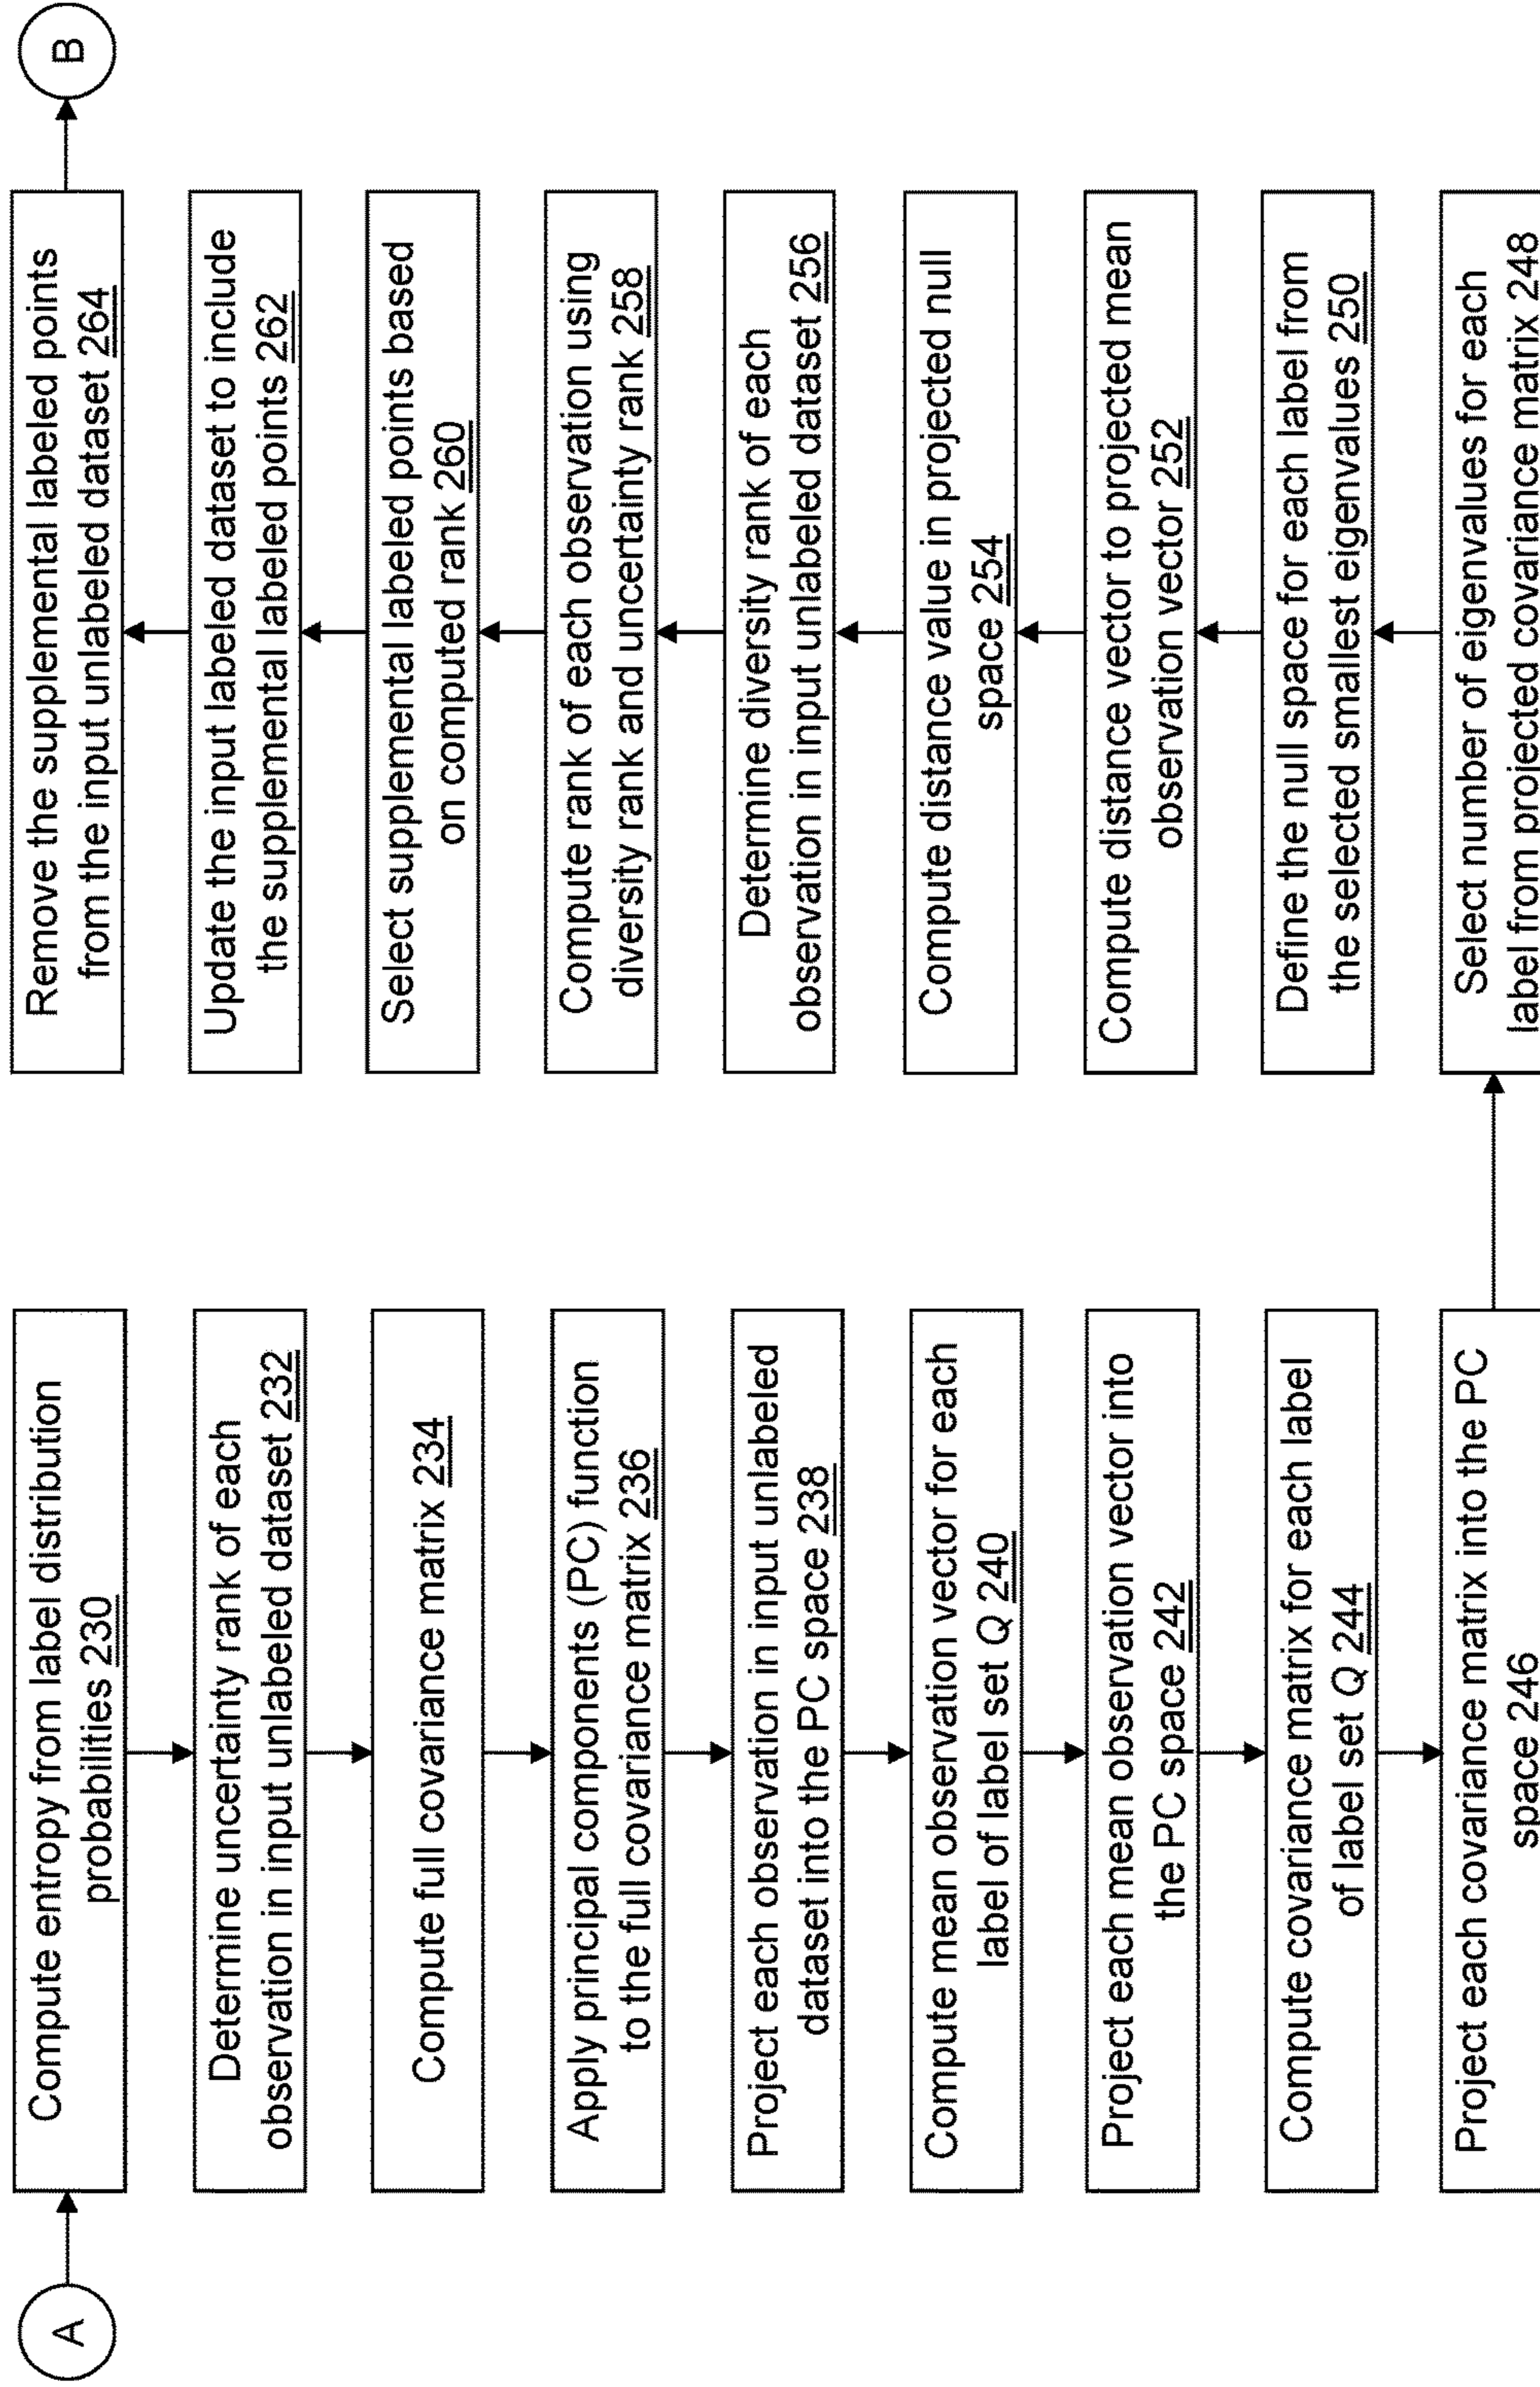 A
Compute entropy from label distribution
probabilities 230
Determine uncertainty rank of each
observation in input unlabeled dataset 232
Compute full covariance matrix 234
Apply principal components (PC) function
to the full covariance matrix 236
Project each observation in input unlabeled
dataset into the PC space 238
Compute mean observation vector for each
label of label set Q 240
Project each mean observation vector into
the PC space 242
Compute covariance matrix for each label
of label set Q 244
Project each covariance matrix into the PC
space 246
Select number of eigenvalues for each
label from projected covariance matrix 248
Define the null space for each label from
the selected smallest eigenvalues 250
Compute distance vector to projected mean
observation vector 252
Compute distance value in projected null
space 254
Determine diversity rank of each
observation in input unlabeled dataset 256
Compute rank of each observation using
diversity rank and uncertainty rank 258
Select supplemental labeled points based
on computed rank 260
Update the input labeled dataset to include
the supplemental labeled points 262
Remove the supplemental labeled points
from the input unlabeled dataset 264
B